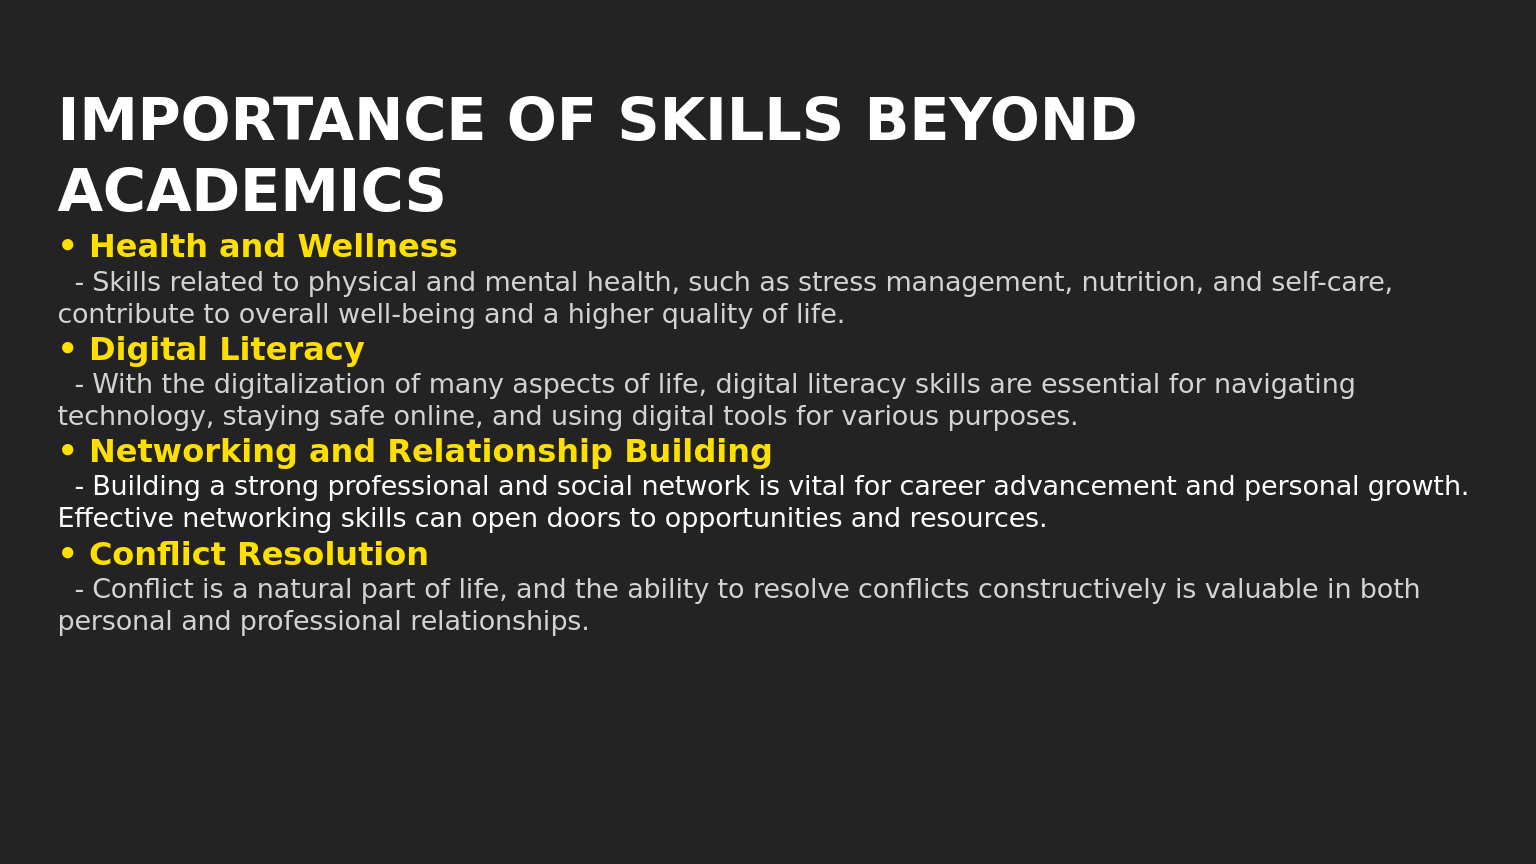 IMPORTANCE OF SKILLS BEYOND
ACADEMICS
• Health and Wellness
- Skills related to physical and mental health, such as stress management, nutrition, and self-care,
contribute to overall well-being and a higher quality of life.
• Digital Literacy
- With the digitalization of many aspects of life, digital literacy skills are essential for navigating
technology, staying safe online, and using digital tools for various purposes.
• Networking and Relationship Building
- Building a strong professional and social network is vital for career advancement and personal growth.
Effective networking skills can open doors to opportunities and resources.
• Conflict Resolution
- Conflict is a natural part of life, and the ability to resolve conflicts constructively is valuable in both
personal and professional relationships.